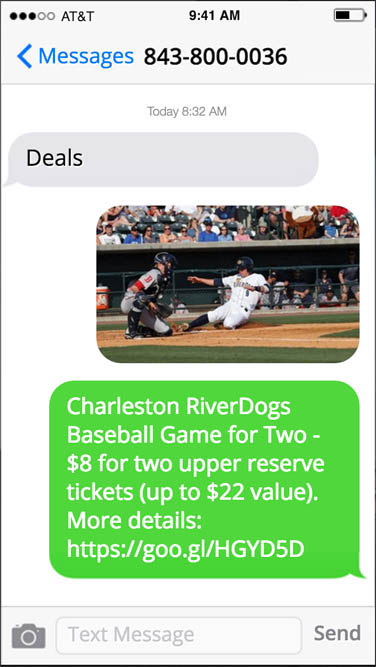 AT&T 9:41 AM
Messages 843-800-0036
Today 8:32 AM
Deals
Charleston RiverDogs
Baseball Game for Two -
$8 for two upper reserve
tickets (up to $22 value).
More details:
https://goo.gl/HGYD5D
Text Message Send